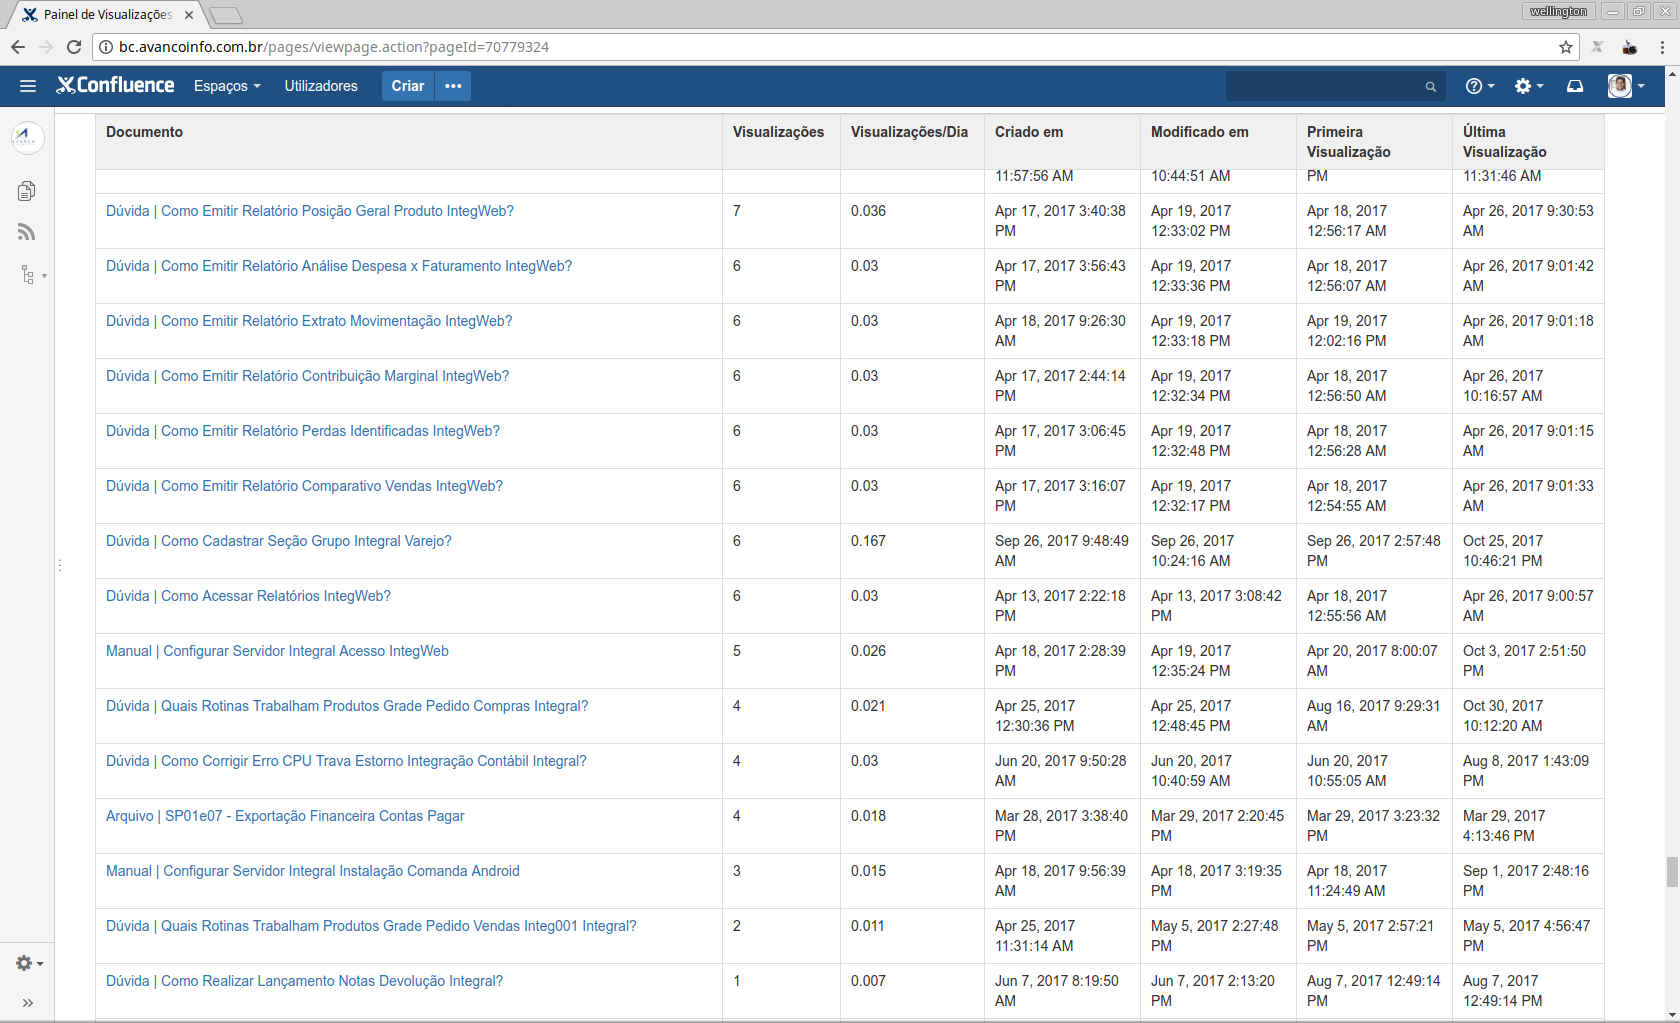 Painel de Visualizações
wellington
bc.avancoinfo.com.br/pages/viewpage.action?pageId=70779324
Confluence Espaços Utilizadores Criar
Documento Visualizações Visualizações/Dia Criado em Modificado em Primeira Visualização Última Visualização
11:57:56 AM 10:44:51 AM PM 11:31:46 AM
Dúvida | Como Emitir Relatório Posição Geral Produto IntegWeb? 7 0.036 Apr 17, 2017 3:40:38 PM Apr 19, 2017 12:33:02 PM Apr 18, 2017 12:56:17 AM Apr 26, 2017 9:30:53 AM
Dúvida | Como Emitir Relatório Análise Despesa x Faturamento IntegWeb? 6 0.03 Apr 17, 2017 3:56:43 PM Apr 19, 2017 12:33:36 PM Apr 18, 2017 12:56:07 AM Apr 26, 2017 9:01:42 AM
Dúvida | Como Emitir Relatório Extrato Movimentação IntegWeb? 6 0.03 Apr 18, 2017 9:26:30 AM Apr 19, 2017 12:33:18 PM Apr 19, 2017 12:02:16 PM Apr 26, 2017 9:01:18 AM
Dúvida | Como Emitir Relatório Contribuição Marginal IntegWeb? 6 0.03 Apr 17, 2017 2:44:14 PM Apr 19, 2017 12:32:34 PM Apr 18, 2017 12:56:50 AM Apr 26, 2017 10:16:57 AM
Dúvida | Como Emitir Relatório Perdas Identificadas IntegWeb? 6 0.03 Apr 17, 2017 3:06:45 PM Apr 19, 2017 12:32:48 PM Apr 18, 2017 12:56:28 AM Apr 26, 2017 9:01:15 AM
Dúvida | Como Emitir Relatório Comparativo Vendas IntegWeb? 6 0.03 Apr 17, 2017 3:16:07 PM Apr 19, 2017 12:32:17 PM Apr 18, 2017 12:54:55 AM Apr 26, 2017 9:01:33 AM
Dúvida | Como Cadastrar Seção Grupo Integral Varejo? 6 0.167 Sep 26, 2017 9:48:49 AM Sep 26, 2017 10:24:16 AM Sep 26, 2017 2:57:48 PM Oct 25, 2017 10:46:21 PM
Dúvida | Como Acessar Relatórios IntegWeb? 6 0.03 Apr 13, 2017 2:22:18 PM Apr 13, 2017 3:08:42 PM Apr 18, 2017 12:55:56 AM Apr 26, 2017 9:00:57 AM
Manual | Configurar Servidor Integral Acesso IntegWeb 5 0.026 Apr 18, 2017 2:28:39 PM Apr 19, 2017 12:35:24 PM Apr 20, 2017 8:00:07 AM Oct 3, 2017 2:51:50 PM
Dúvida | Quais Rotinas Trabalham Produtos Grade Pedido Compras Integral? 4 0.021 Apr 25, 2017 12:30:36 PM Apr 25, 2017 12:48:45 PM Aug 16, 2017 9:29:31 AM Oct 30, 2017 10:12:20 AM
Dúvida | Como Corrigir Erro CPU Trava Estorno Integração Contábil Integral? 4 0.03 Jun 20, 2017 9:50:28 AM Jun 20, 2017 10:40:59 AM Jun 20, 2017 10:55:05 AM Aug 8, 2017 1:43:09 PM
Arquivo | SP01e07 - Exportação Financeira Contas Pagar 4 0.018 Mar 28, 2017 3:38:40 PM Mar 29, 2017 2:20:45 PM Mar 29, 2017 3:23:32 PM Mar 29, 2017 4:13:46 PM
Manual | Configurar Servidor Integral Instalação Comanda Android 3 0.015 Apr 18, 2017 9:56:39 AM Apr 18, 2017 3:19:35 PM Apr 18, 2017 11:24:49 AM Sep 1, 2017 2:48:16 PM
Dúvida | Quais Rotinas Trabalham Produtos Grade Pedido Vendas Integ001 Integral? 2 0.011 Apr 25, 2017 11:31:14 AM May 5, 2017 2:27:48 PM May 5, 2017 2:57:21 PM May 5, 2017 4:56:47 PM
Dúvida | Como Realizar Lançamento Notas Devolução Integral? 1 0.007 Jun 7, 2017 8:19:50 AM Jun 7, 2017 2:13:20 PM Aug 7, 2017 12:49:14 PM Aug 7, 2017 12:49:14 PM